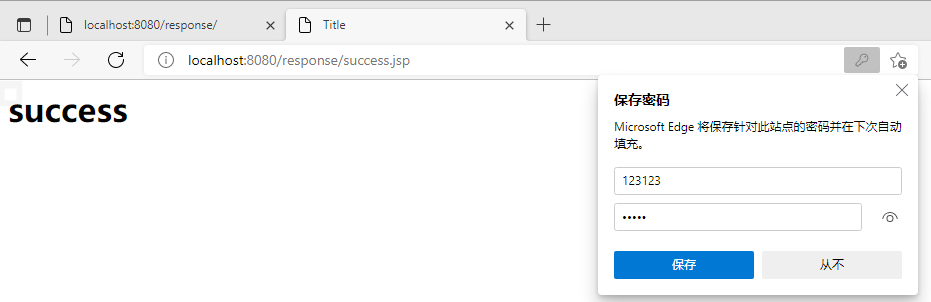 localhost:8080/response/
Title
localhost:8080/response/success.jsp
success
保存密码
Microsoft Edge 将保存针对此站点的密码并在下次自动
填充。
123123
•••••
保存
从不